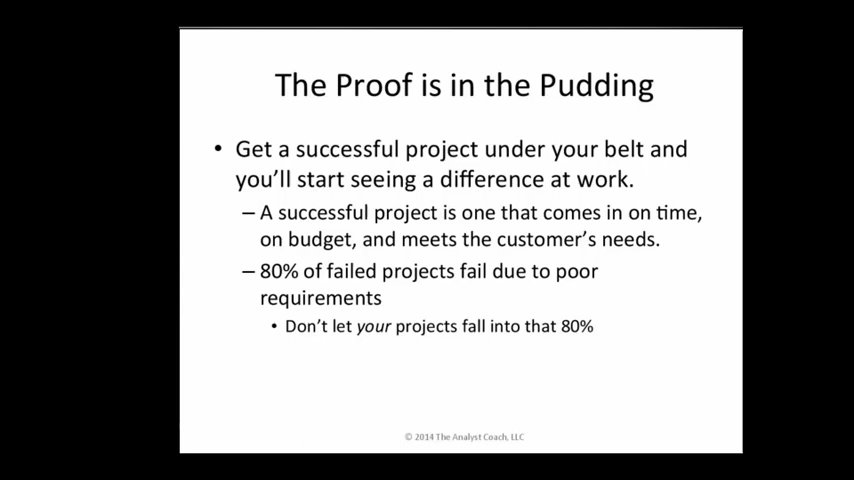 The Proof is in the Pudding
• Get a successful project under your belt and
you'll start seeing a difference at work.
– A successful project is one that comes in on time,
on budget, and meets the customer's needs.
– 80% of failed projects fail due to poor
requirements
• Don't let your projects fall into that 80%
© 2014 The Analyst Coach, LLC